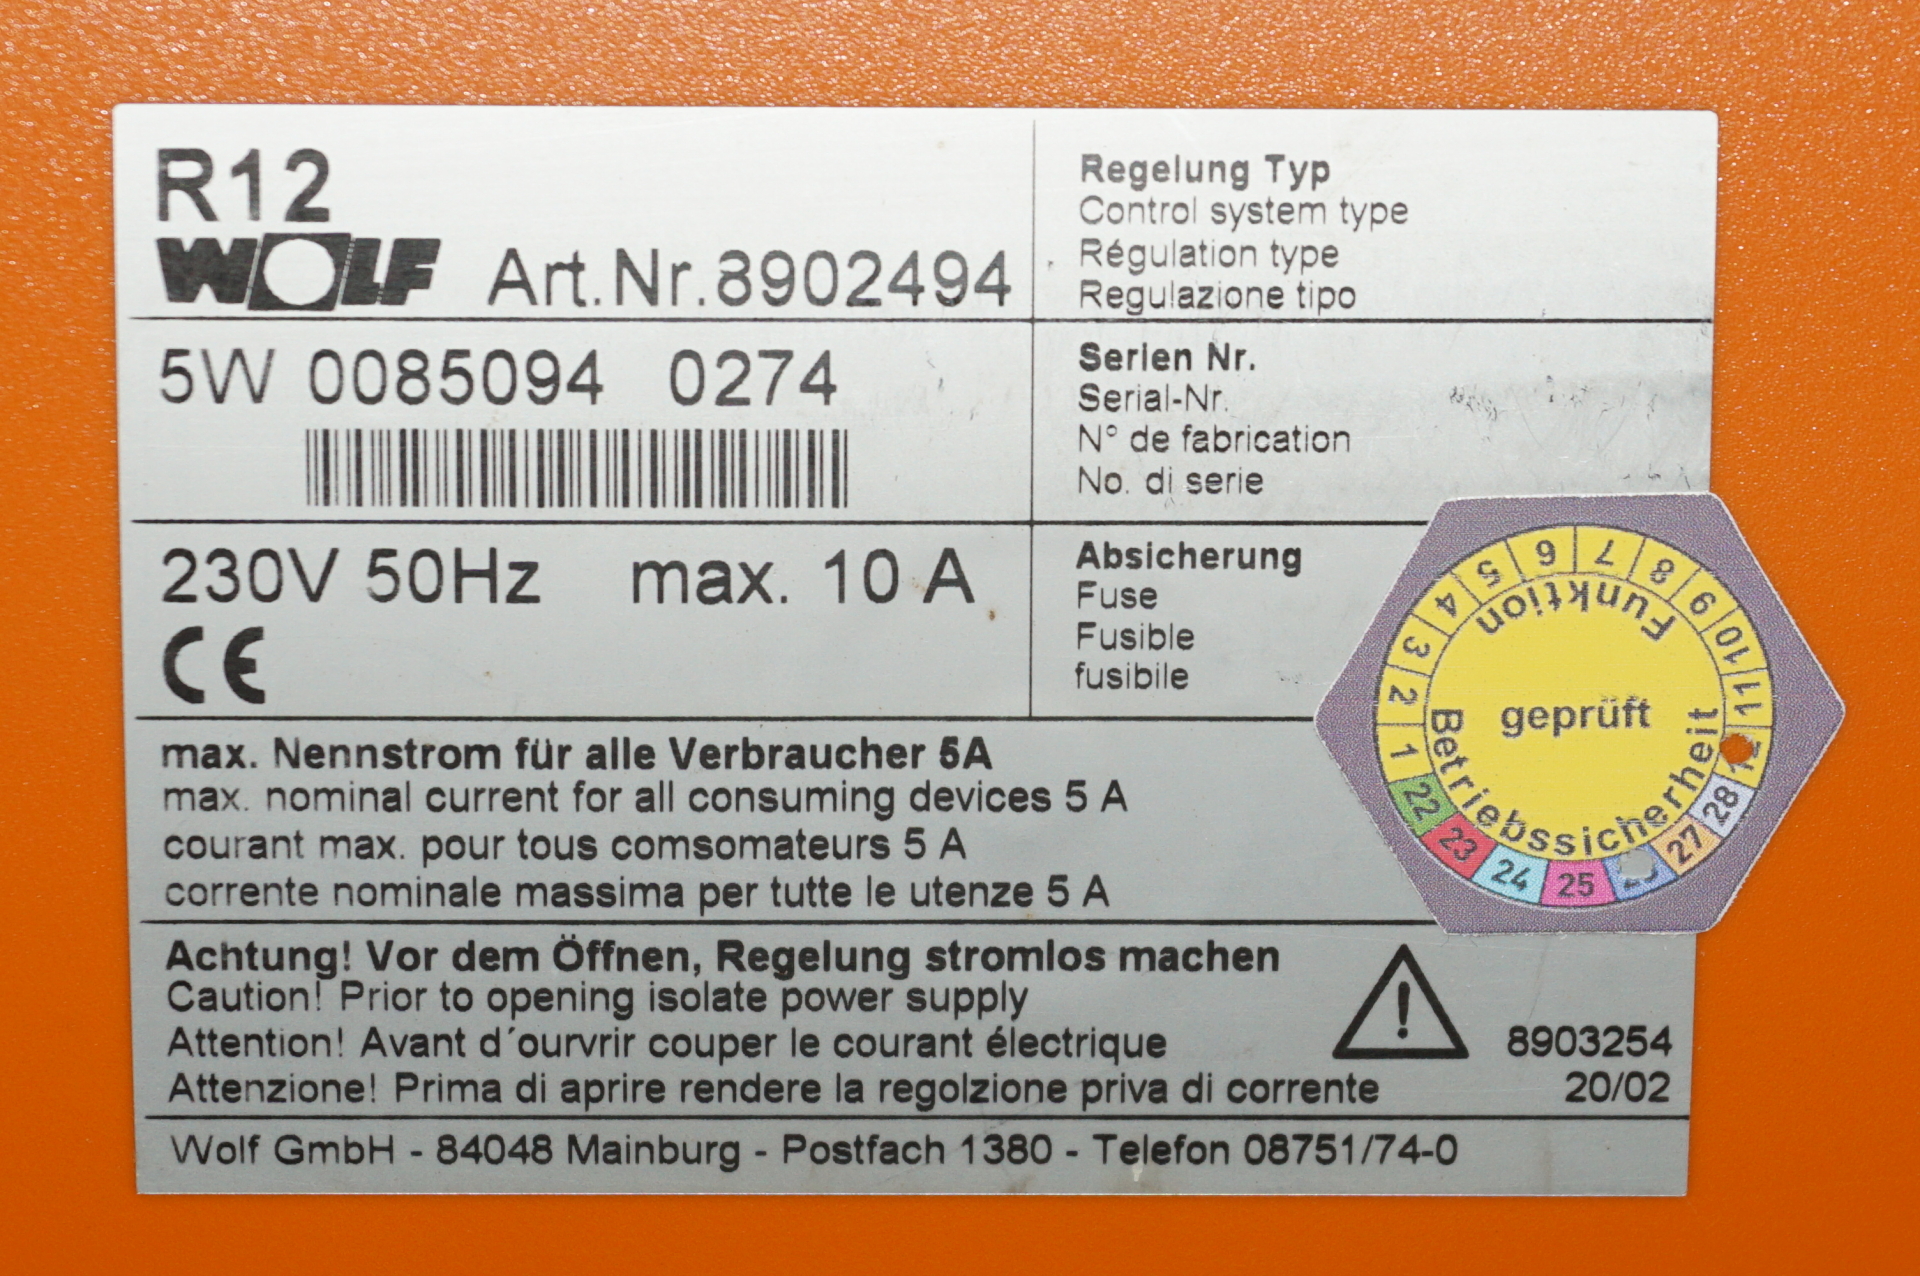 R12
WOLF Art.Nr.8902494
Regelung Typ
Control system type
Régulation type
Regulazione tipo
5W 0085094 0274
Serien Nr.
Serial-Nr.
N° de fabrication
No. di serie
230V 50Hz max. 10 A
CE
Absicherung
Fuse
Fusible
fusibile
max. Nennstrom für alle Verbraucher 5A
max. nominal current for all consuming devices 5 A
courant max. pour tous comsomateurs 5 A
corrente nominale massima per tutte le utenze 5 A
1 2 3 4 5 6 7 8 9 10 11 12
Funktion
geprüft
Betriebssicherheit
22 23 24 25 27 28
Achtung! Vor dem Öffnen, Regelung stromlos machen
Caution! Prior to opening isolate power supply
Attention! Avant d´ourvrir couper le courant électrique
Attenzione! Prima di aprire rendere la regolzione priva di corrente
!
8903254
20/02
Wolf GmbH - 84048 Mainburg - Postfach 1380 - Telefon 08751/74-0